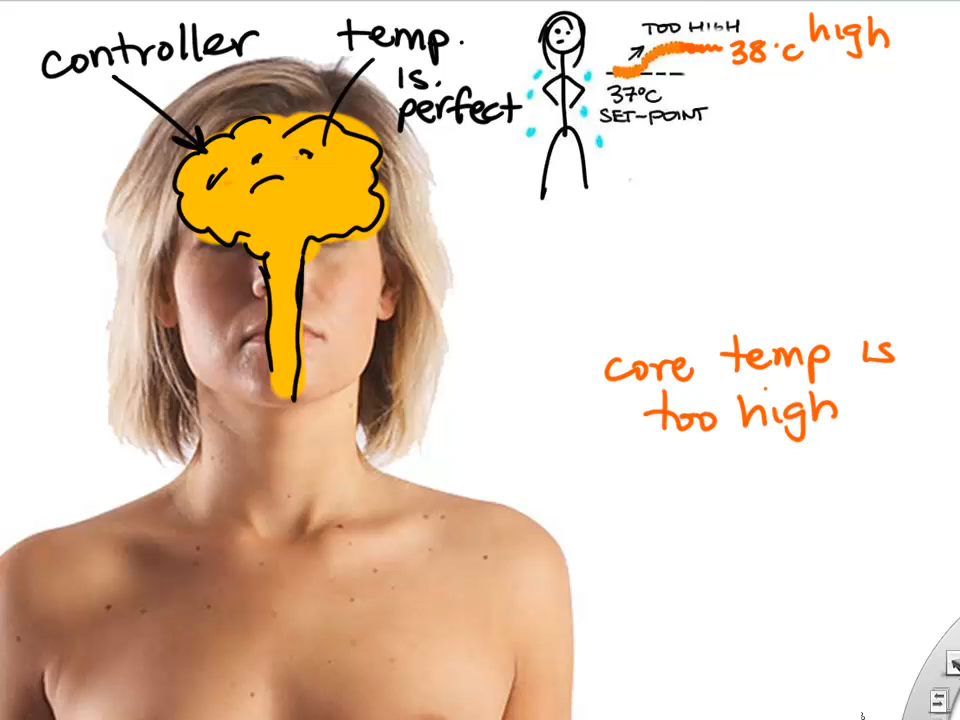 controller
temp.
is.
perfect
TOO HIGH
38°C high
37°C
SET-POINT
core temp is
too high